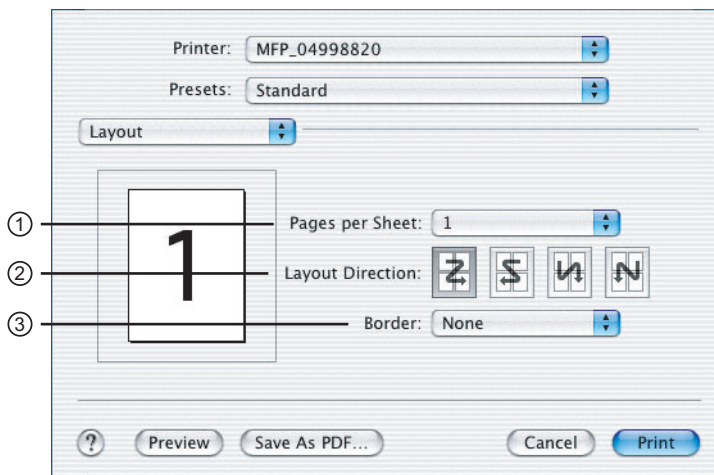 Printer: MFP_04998820
Presets: Standard
Layout
① Pages per Sheet: 1
1
② Layout Direction:
③ Border: None
? Preview Save As PDF... Cancel Print